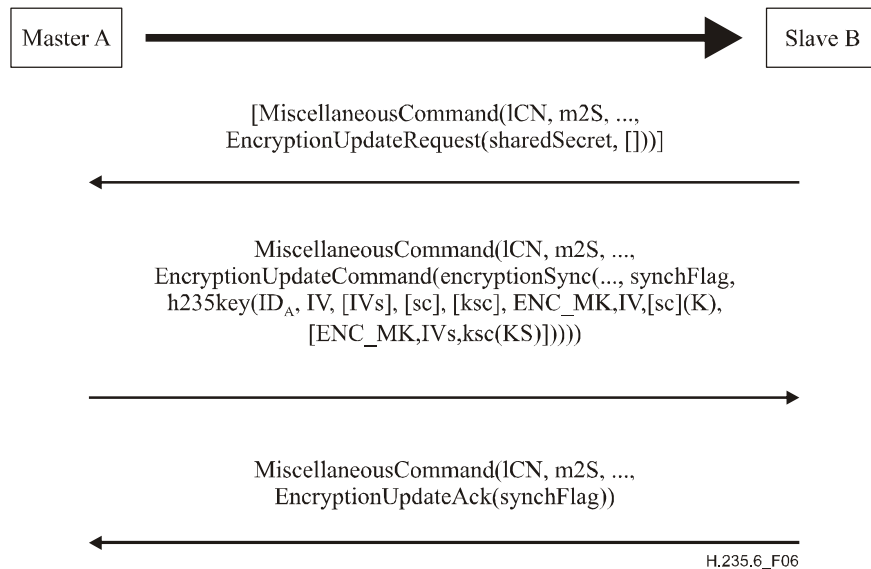 Master A
Slave B
[MiscellaneousCommand(lCN, m2S, ...,
EncryptionUpdateRequest(sharedSecret, []))]
MiscellaneousCommand(lCN, m2S, ...,
EncryptionUpdateCommand(encryptionSync(..., synchFlag,
h235key(ID_A, IV, [IVs], [sc], [ksc], ENC_MK,IV,[sc](K),
[ENC_MK,IVs,ksc(KS)]))))
MiscellaneousCommand(lCN, m2S, ...,
EncryptionUpdateAck(synchFlag))
H.235.6_F06